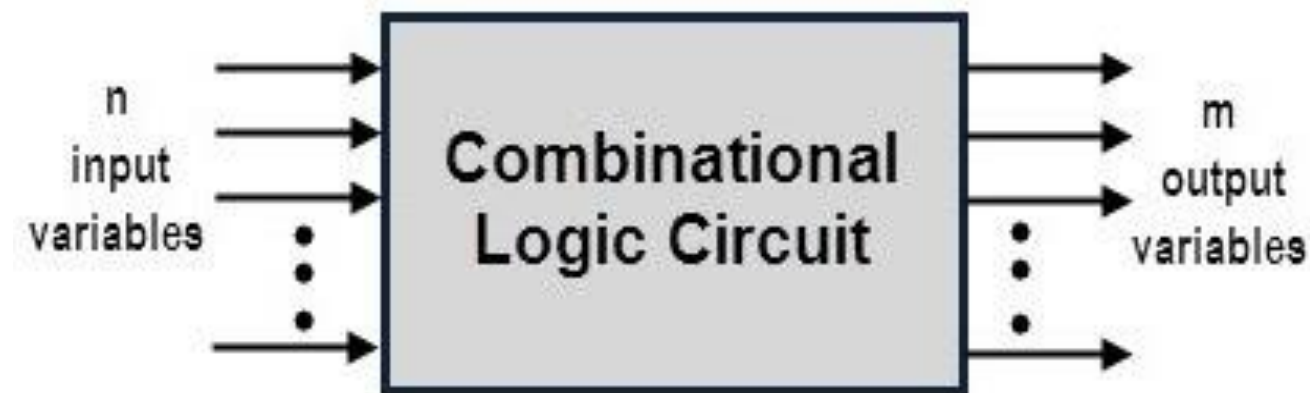 n
input
variables
Combinational
Logic Circuit
m
output
variables